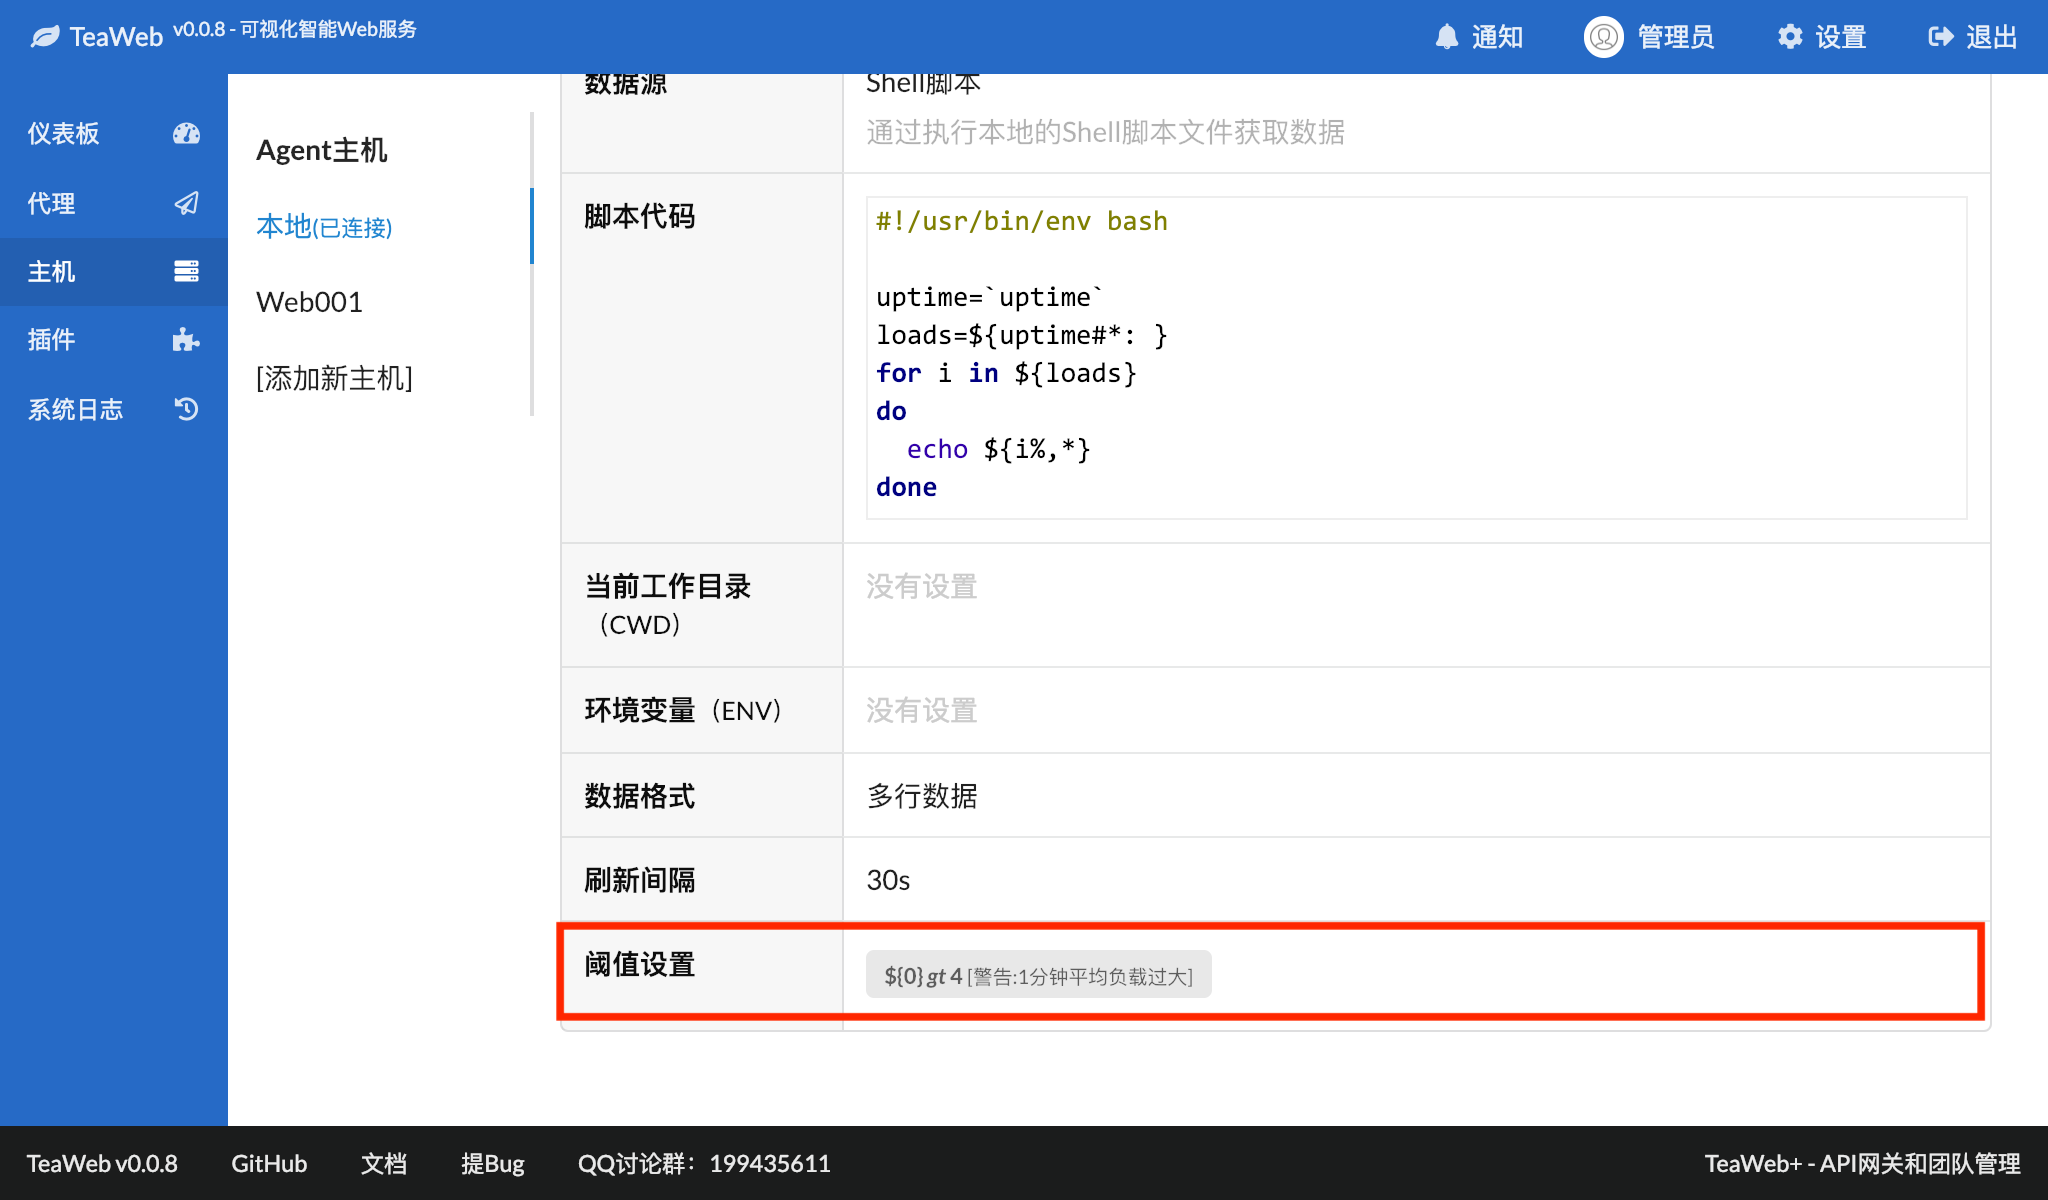 TeaWeb v0.0.8 - 可视化智能Web服务
通知
管理员
设置
退出
仪表板
代理
主机
插件
系统日志
Agent主机
本地(已连接)
Web001
[添加新主机]
数据源
Shell脚本
通过执行本地的Shell脚本文件获取数据
脚本代码
#!/usr/bin/env bash
uptime=`uptime`
loads=${uptime#*: }
for i in ${loads}
do
  echo ${i%,*}
done
当前工作目录
（CWD）
没有设置
环境变量（ENV）
没有设置
数据格式
多行数据
刷新间隔
30s
阈值设置
${0} gt 4 [警告:1分钟平均负载过大]
TeaWeb v0.0.8
GitHub
文档
提Bug
QQ讨论群：199435611
TeaWeb+ - API网关和团队管理